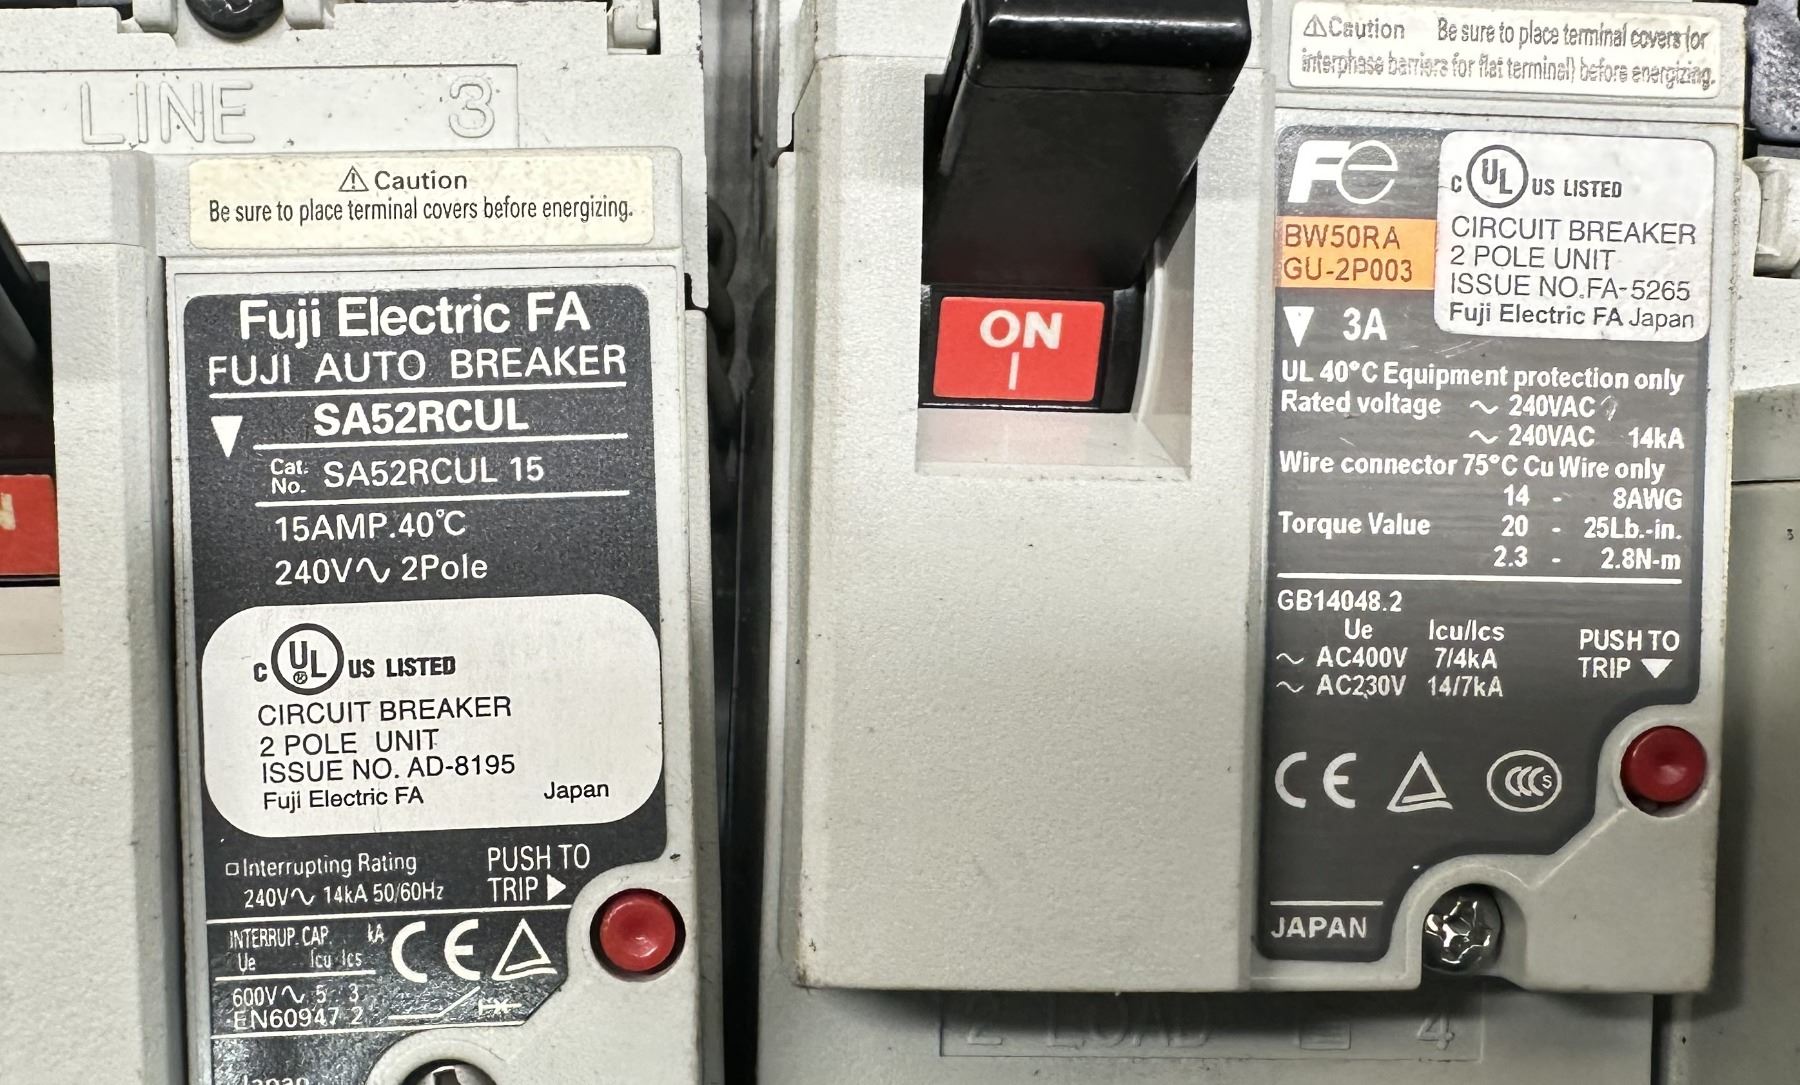 LINE 3
⚠ Caution
Be sure to place terminal covers before energizing.
Fuji Electric FA
FUJI AUTO BREAKER
SA52RCUL
Cat. No. SA52RCUL 15
15AMP.40°C
240V∿ 2Pole
C UL US LISTED
CIRCUIT BREAKER
2 POLE UNIT
ISSUE NO. AD-8195
Fuji Electric FA Japan
□Interrupting Rating
240V∿ 14kA 50/60Hz
PUSH TO
TRIP ▶
INTERRUP. CAP. kA
Ue Icu Ics
600V∿ 5 3
EN60947 2
CE
Japan
⚠Caution Be sure to place terminal covers (or
interphase barriers for flat terminal) before energizing.
ON
I
Fe
BW50RA
GU-2P003
▼ 3A
C UL US LISTED
CIRCUIT BREAKER
2 POLE UNIT
ISSUE NO.FA-5265
Fuji Electric FA Japan
UL 40°C Equipment protection only
Rated voltage ∿ 240VAC
∿ 240VAC 14kA
Wire connector 75°C Cu Wire only
14 - 8AWG
Torque Value 20 - 25Lb.-in.
2.3 - 2.8N-m
GB14048.2
Ue Icu/Ics
∿ AC400V 7/4kA
∿ AC230V 14/7kA
PUSH TO
TRIP ▼
CE
CCC S
JAPAN
2 LOAD 4